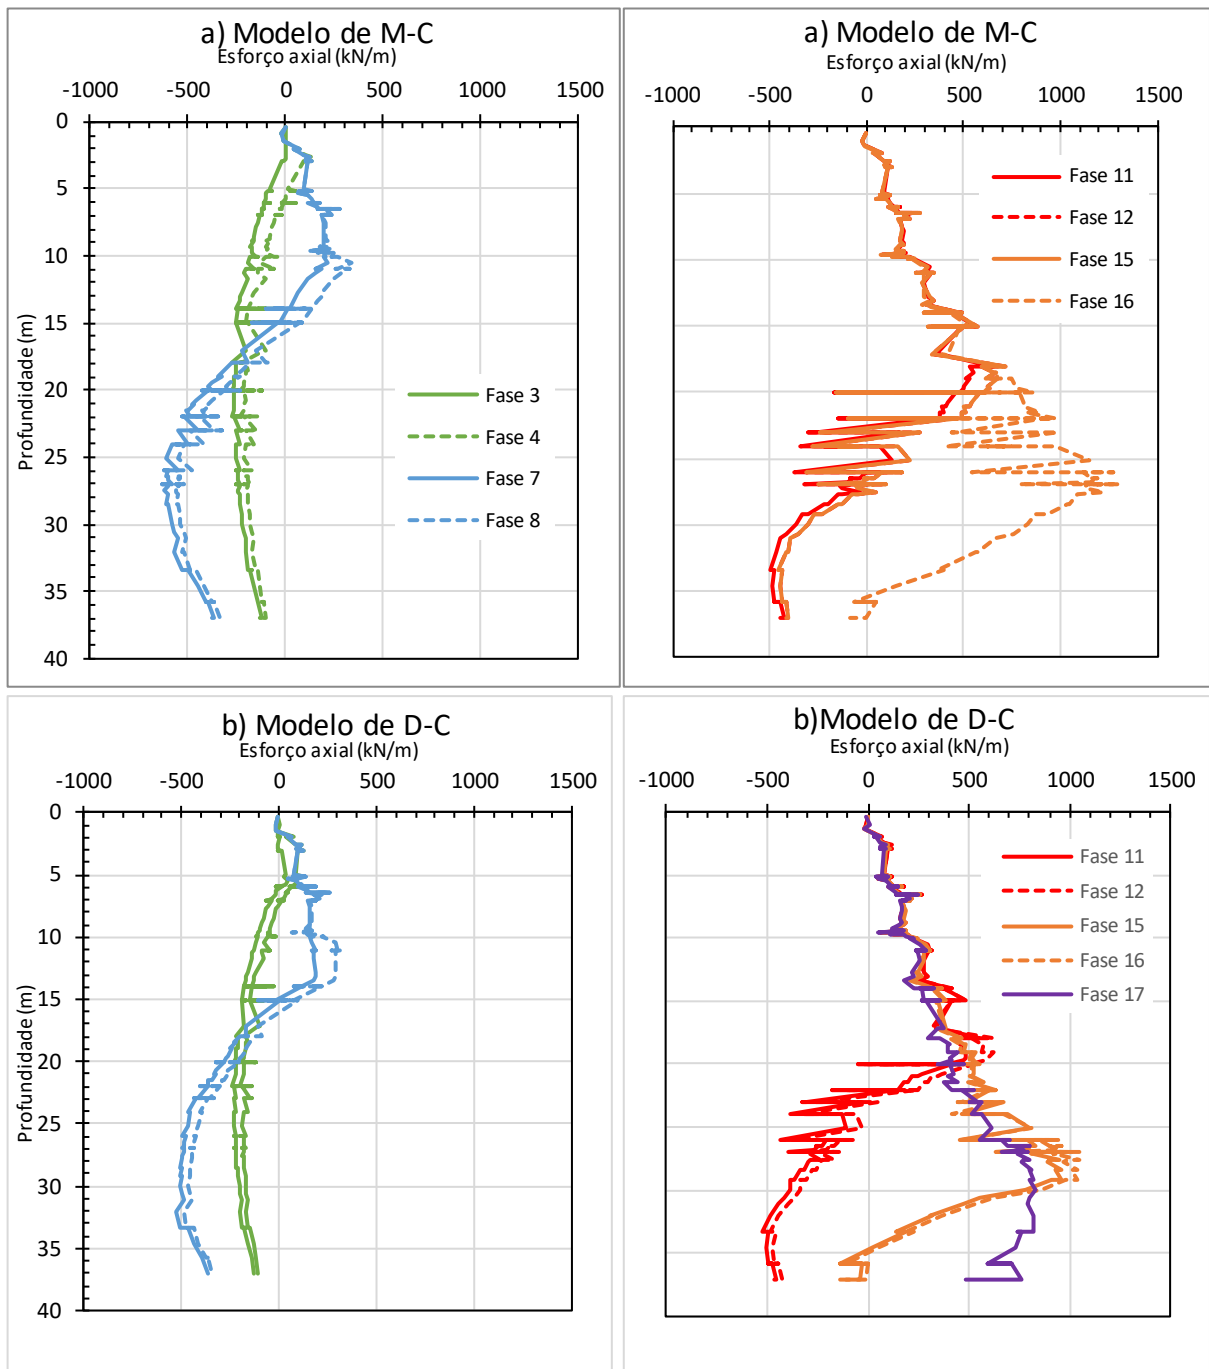 a) Modelo de M-C
Esforço axial (kN/m)
-1000 -500 0 500 1000 1500
0
5
10
15
20
25
30
35
40
Profundidade (m)
Fase 3
Fase 4
Fase 7
Fase 8
a) Modelo de M-C
Esforço axial (kN/m)
-1000 -500 0 500 1000 1500
Fase 11
Fase 12
Fase 15
Fase 16
b) Modelo de D-C
Esforço axial (kN/m)
-1000 -500 0 500 1000 1500
0
5
10
15
20
25
30
35
40
Profundidade (m)
b)Modelo de D-C
Esforço axial (kN/m)
-1000 -500 0 500 1000 1500
Fase 11
Fase 12
Fase 15
Fase 16
Fase 17